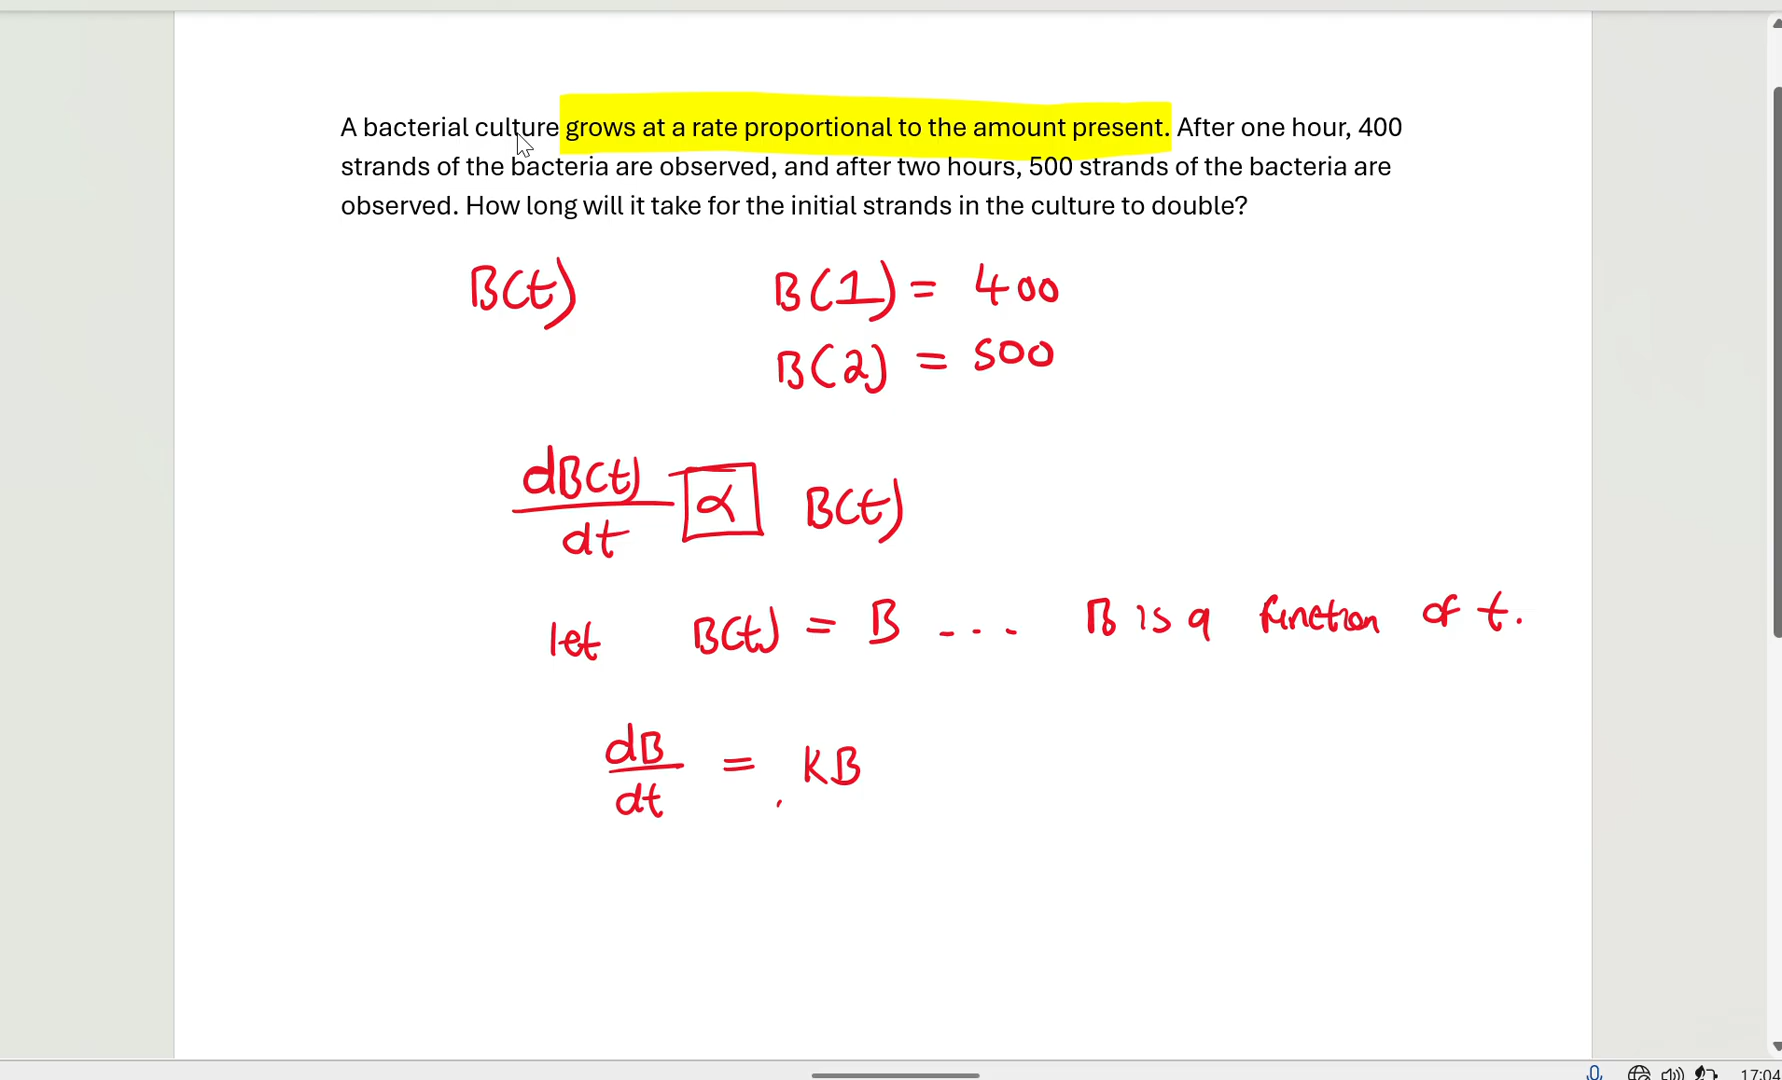 A bacterial culture grows at a rate proportional to the amount present. After one hour, 400
strands of the bacteria are observed, and after two hours, 500 strands of the bacteria are
observed. How long will it take for the initial strands in the culture to double?
B(t) B(1) = 400
B(2) = 500
dB(t)/dt α B(t)
let B(t) = B --- B is a function of t.
dB/dt = KB
17:04